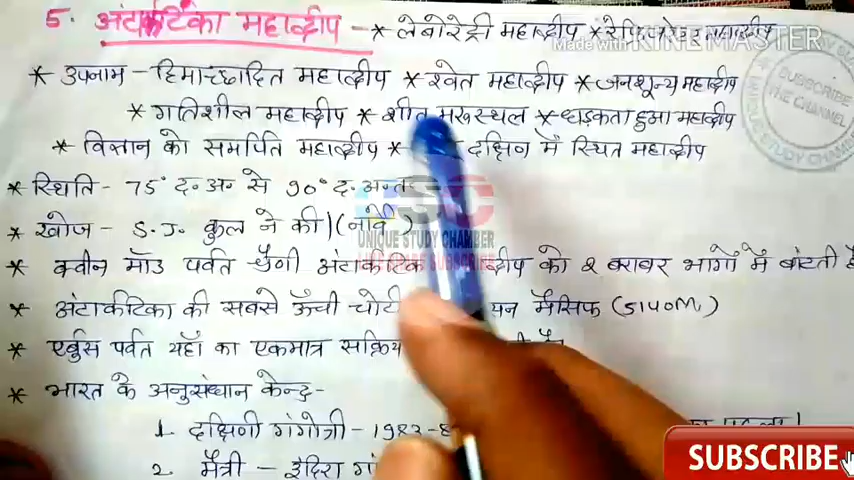 5. अंटार्कटिका महाद्वीप - * लेबोरेट्री महाद्वीप *
Made with KINEMASTER
* उपनाम - हिमाच्छादित महाद्वीप * श्वेत महाद्वीप * जनशून्य महाद्वीप
* गतिशील महाद्वीप * शीत मरूस्थल * धड़कता हुआ महाद्वीप
* विज्ञान को समर्पित महाद्वीप * दक्षिन में स्थित महाद्वीप
* स्थिति - 75° द. अ. से 90° द. अ.
* खोज - S.J. कुल ने की। (नार्वे)
UNIQUE STUDY CHAMBER
* क्वीन मॉउ पर्वत श्रेणी अंटार्कटिक द्वीप को 2 बराबर भागों में बांटती
* अंटार्कटिका की सबसे ऊँची चोटी यन मैसिफ (5140M)
* एर्बुस पर्वत यहाँ का एकमात्र सक्रिय
* भारत के अनुसंधान केन्द्र-
1. दक्षिणी गंगोत्री - 1983-8
2. मैत्री - इंदिरा गं
SUBSCRIBE